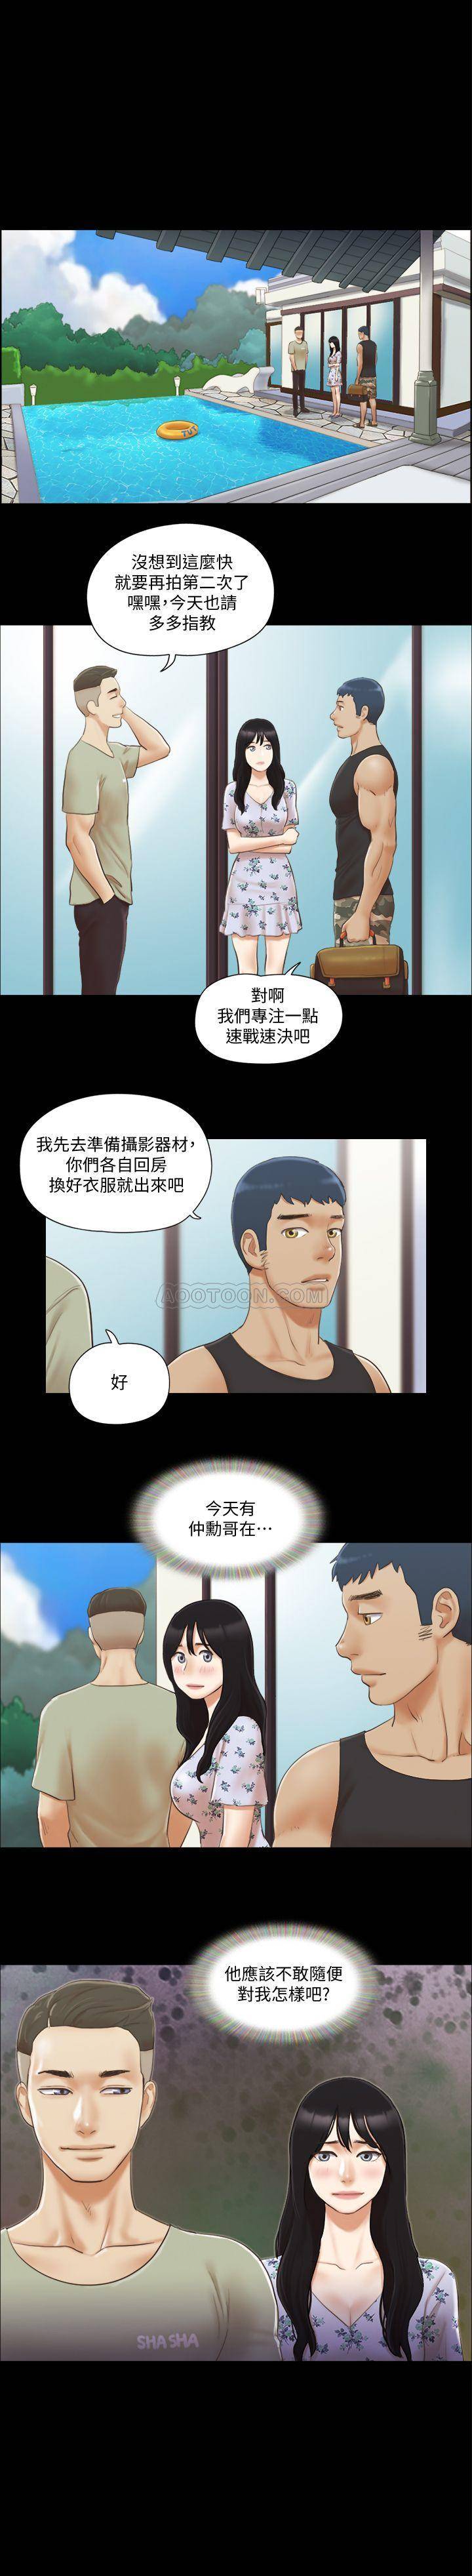 沒想到這麼快
就要再拍第二次了
嘿嘿,今天也請
多多指教
對啊
我們專注一點
速戰速決吧
我先去準備攝影器材,
你們各自回房
換好衣服就出來吧
AOOTOON.COM
好
今天有
仲勳哥在…
他應該不敢隨便
對我怎樣吧?
SHASHA